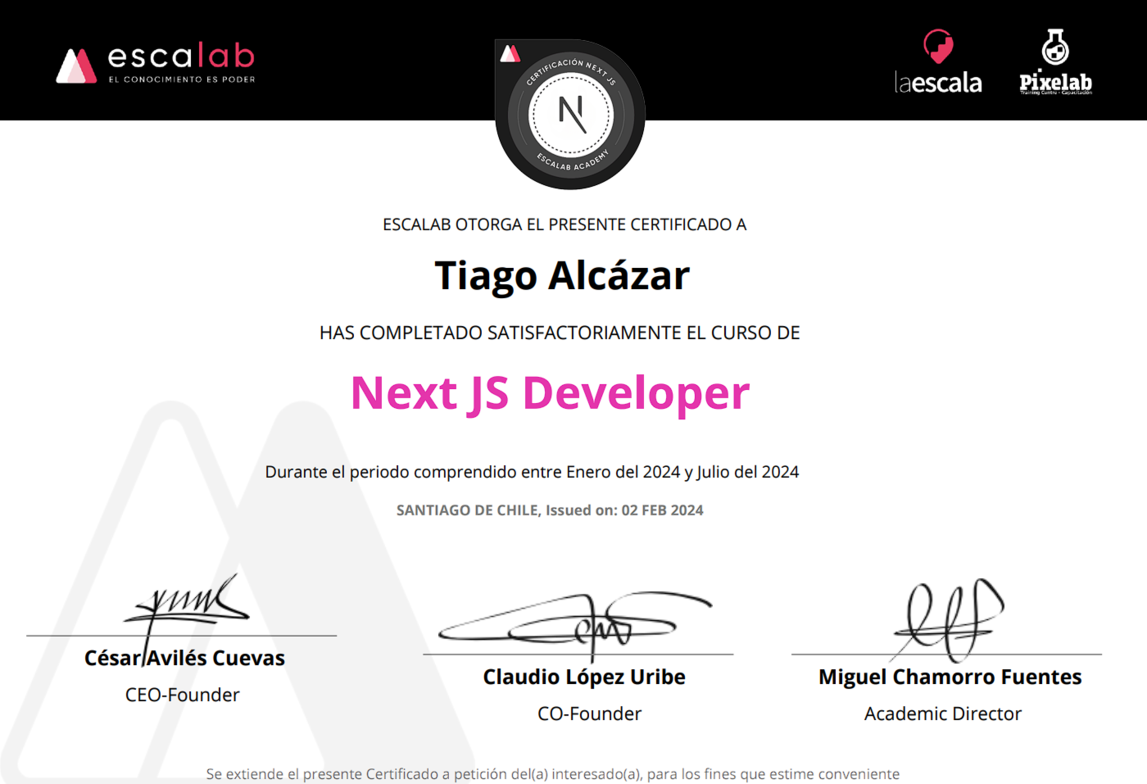 escalab
EL CONOCIMIENTO ES PODER
CERTIFICACIÓN NEXT JS
N
ESCALAB ACADEMY
laescala
Pixelab
Training Centre - Capacitación
ESCALAB OTORGA EL PRESENTE CERTIFICADO A
Tiago Alcázar
HAS COMPLETADO SATISFACTORIAMENTE EL CURSO DE
Next JS Developer
Durante el periodo comprendido entre Enero del 2024 y Julio del 2024
SANTIAGO DE CHILE, Issued on: 02 FEB 2024
César Avilés Cuevas
CEO-Founder
Claudio López Uribe
CO-Founder
Miguel Chamorro Fuentes
Academic Director
Se extiende el presente Certificado a petición del(a) interesado(a), para los fines que estime conveniente